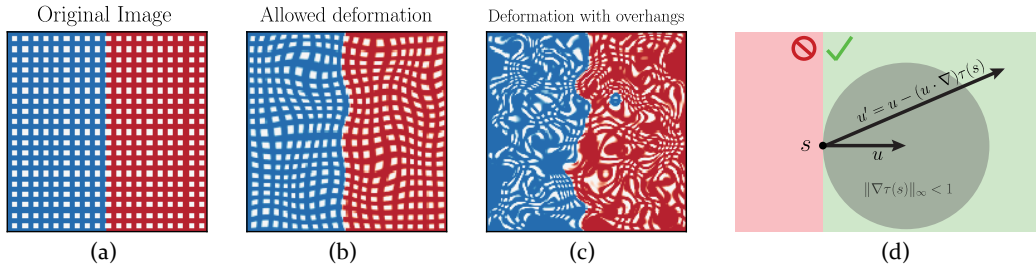 Original Image
Allowed deformation
Deformation with overhangs
u' = u − (u · ∇)τ(s)
s
u
‖∇τ(s)‖∞ < 1
(a)
(b)
(c)
(d)